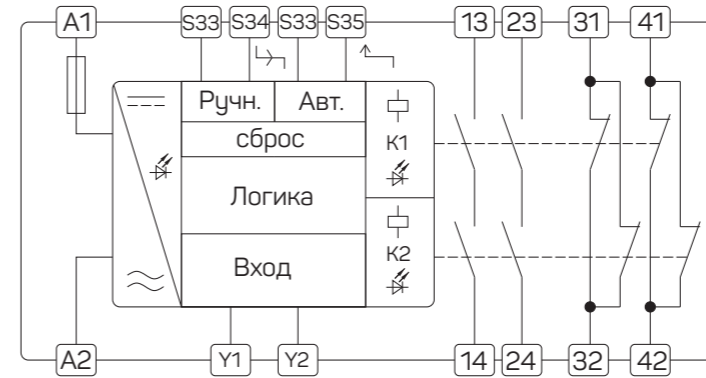 A1 S33 S34 S33 S35 13 23 31 41
Ручн. Авт.
сброс
K1
Логика
K2
Вход
A2 Y1 Y2 14 24 32 42